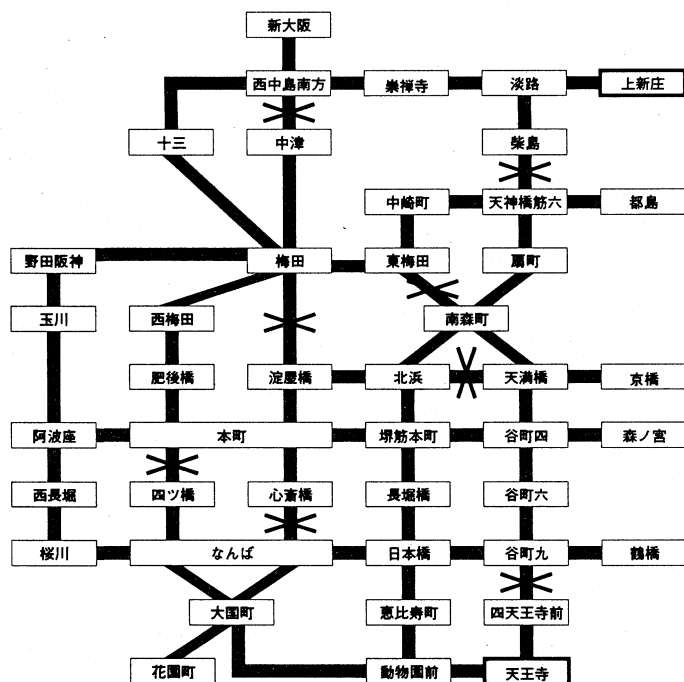 新大阪
西中島南方
崇禅寺
淡路
上新庄
十三
中津
柴島
中崎町
天神橋筋六
都島
野田阪神
梅田
東梅田
扇町
玉川
西梅田
南森町
肥後橋
淀屋橋
北浜
天満橋
京橋
阿波座
本町
堺筋本町
谷町四
森ノ宮
西長堀
四ツ橋
心斎橋
長堀橋
谷町六
桜川
なんば
日本橋
谷町九
鶴橋
大国町
恵比寿町
四天王寺前
花園町
動物園前
天王寺